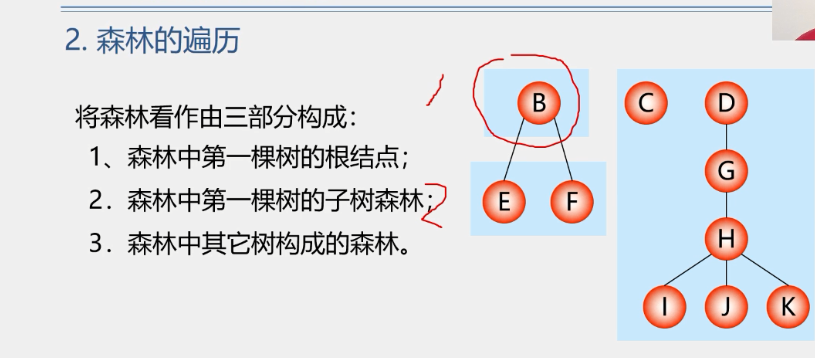 2. 森林的遍历
将森林看作由三部分构成：
1、森林中第一棵树的根结点；
2．森林中第一棵树的子树森林；
3．森林中其它树构成的森林。
1
2
B
C
D
G
E
F
H
I
J
K